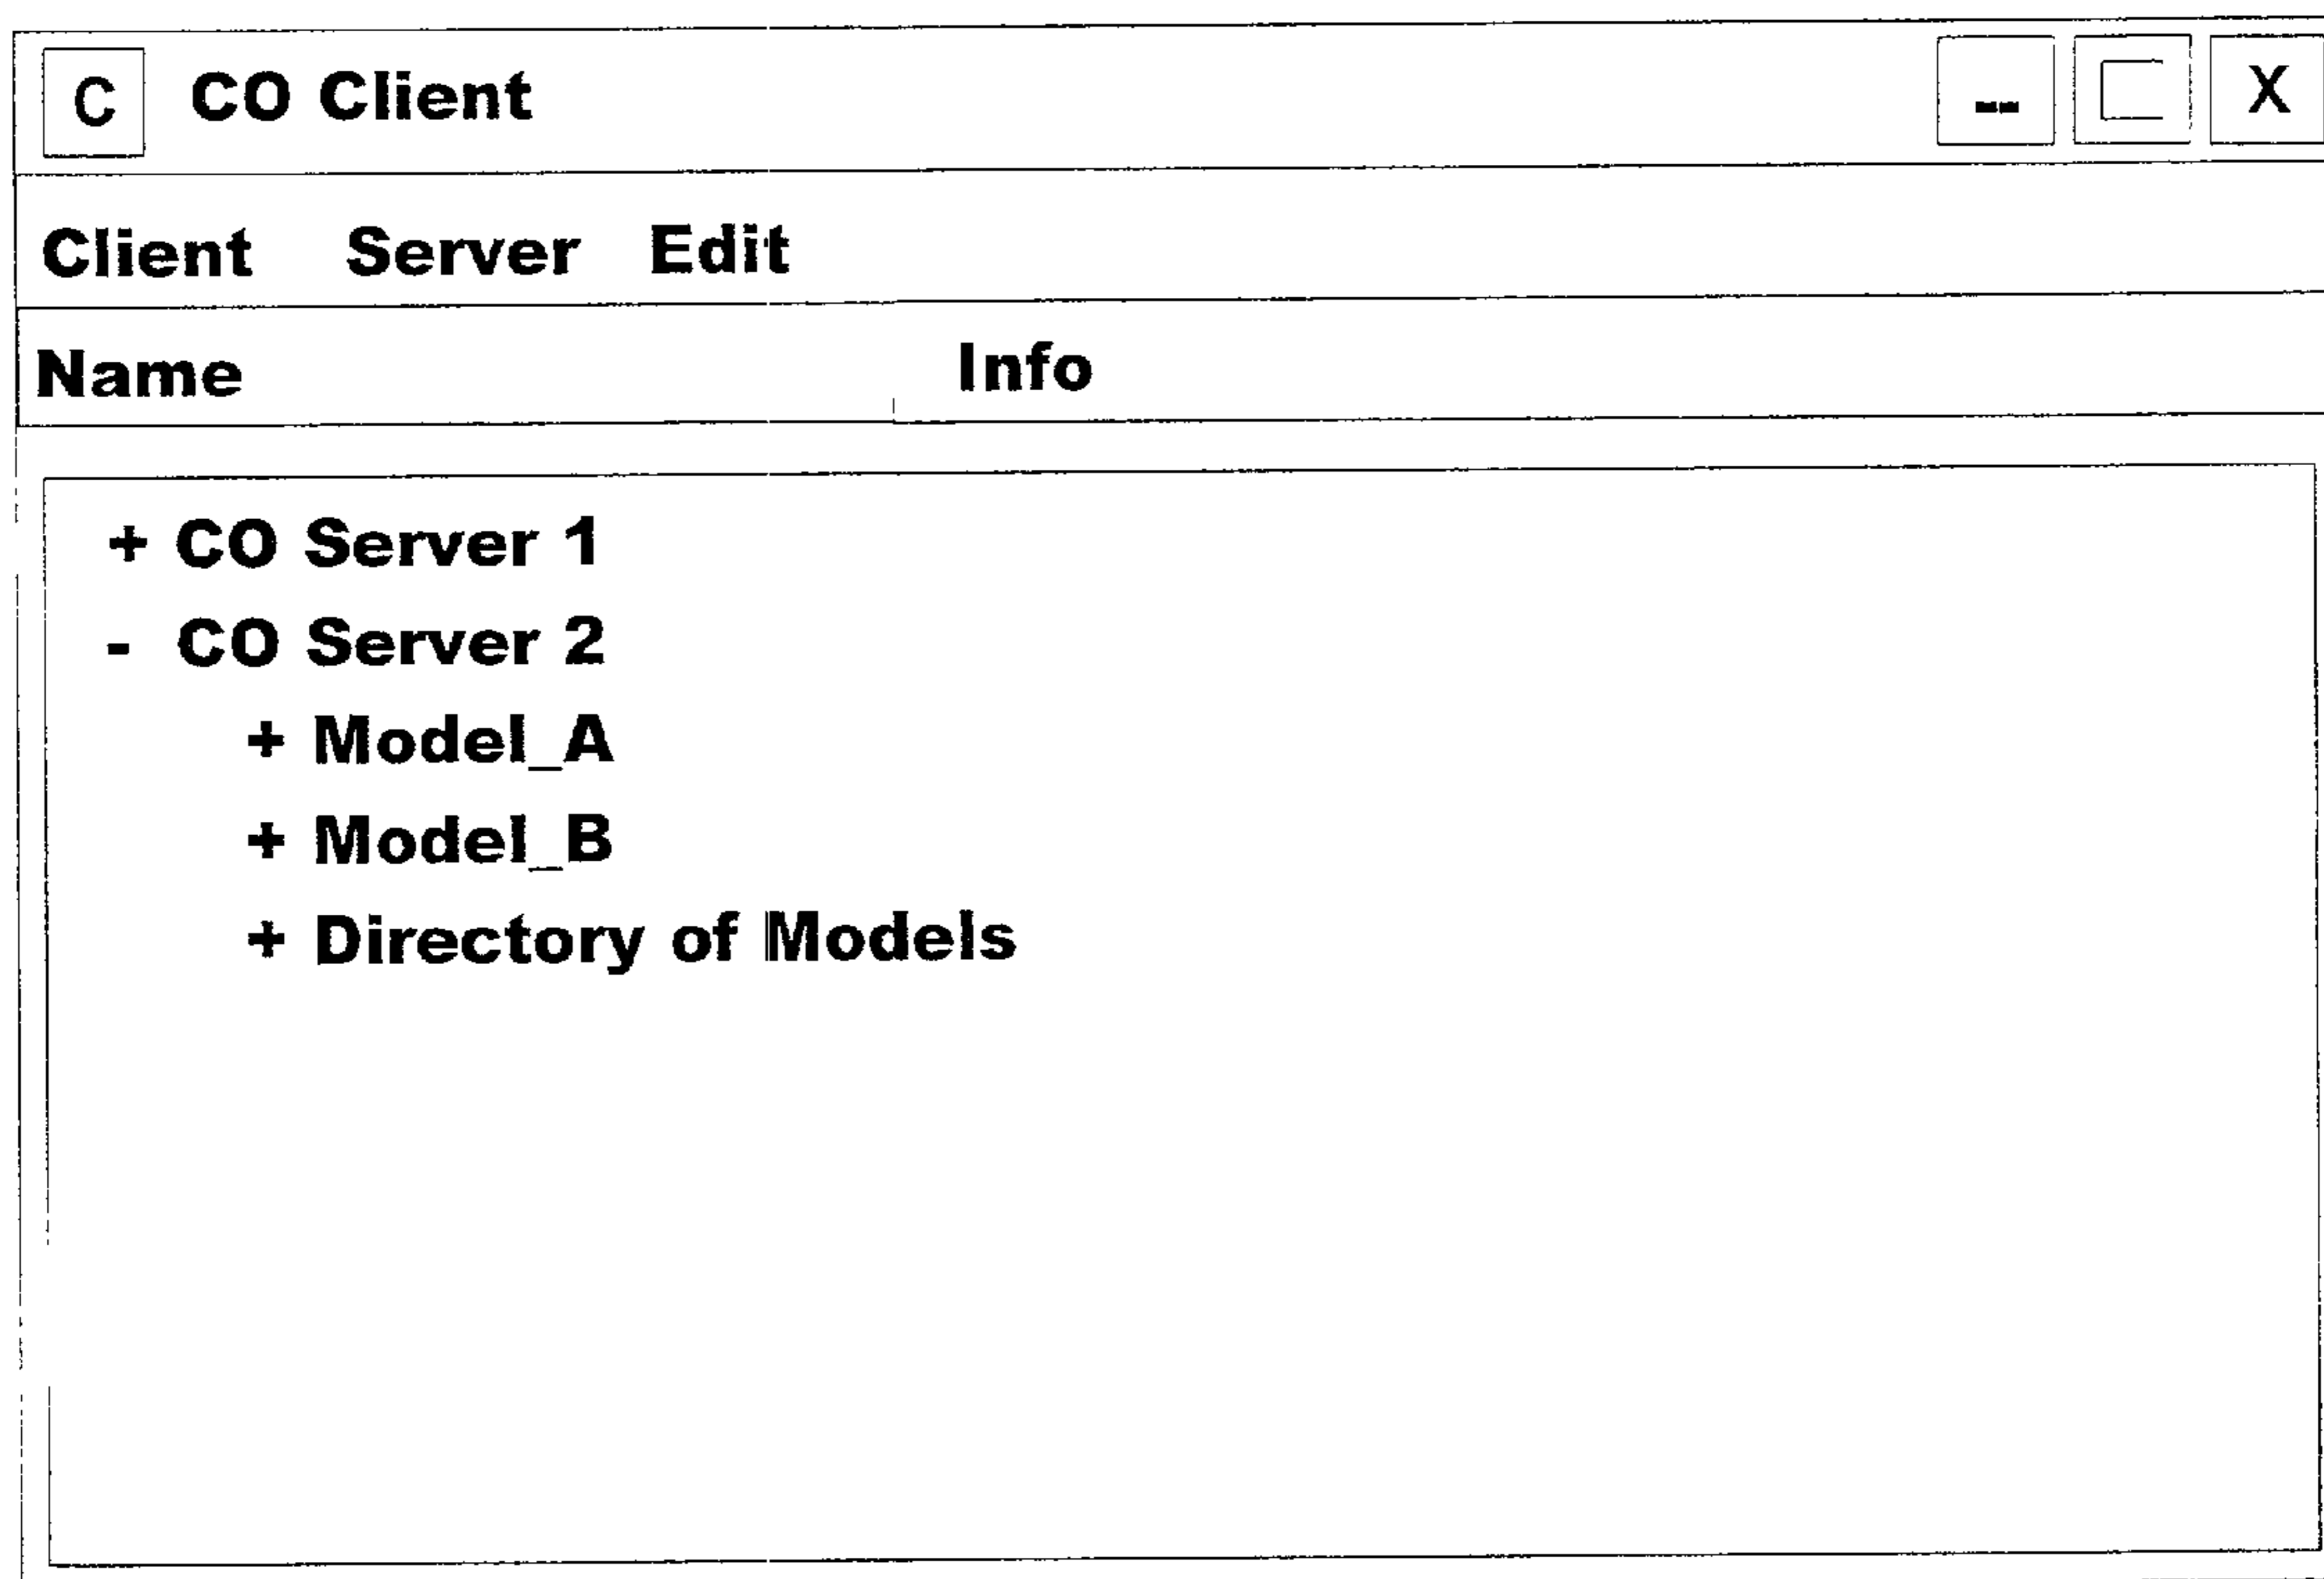 C CO Client -- X
Client Server Edit
Name Info
+ CO Server 1
- CO Server 2
+ Model_A
+ Model_B
+ Directory of Models